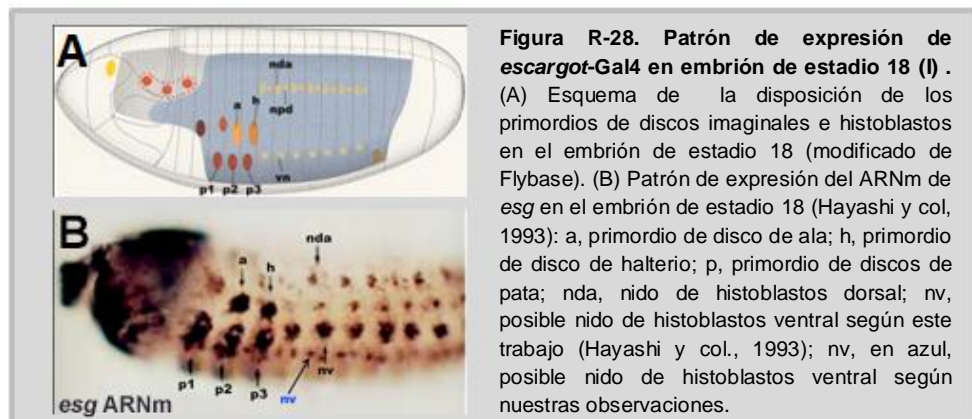 A
nda
a
h
npd
vn
p1
p2
p3
B
nda
a
h
nv
p1
p2
p3
nv
esg ARNm
Figura R-28. Patrón de expresión de
escargot-Gal4 en embrión de estadio 18 (I) .
(A) Esquema de la disposición de los
primordios de discos imaginales e histoblastos
en el embrión de estadio 18 (modificado de
Flybase). (B) Patrón de expresión del ARNm de
esg en el embrión de estadio 18 (Hayashi y col,
1993): a, primordio de disco de ala; h, primordio
de disco de halterio; p, primordio de discos de
pata; nda, nido de histoblastos dorsal; nv,
posible nido de histoblastos ventral según este
trabajo (Hayashi y col., 1993); nv, en azul,
posible nido de histoblastos ventral según
nuestras observaciones.